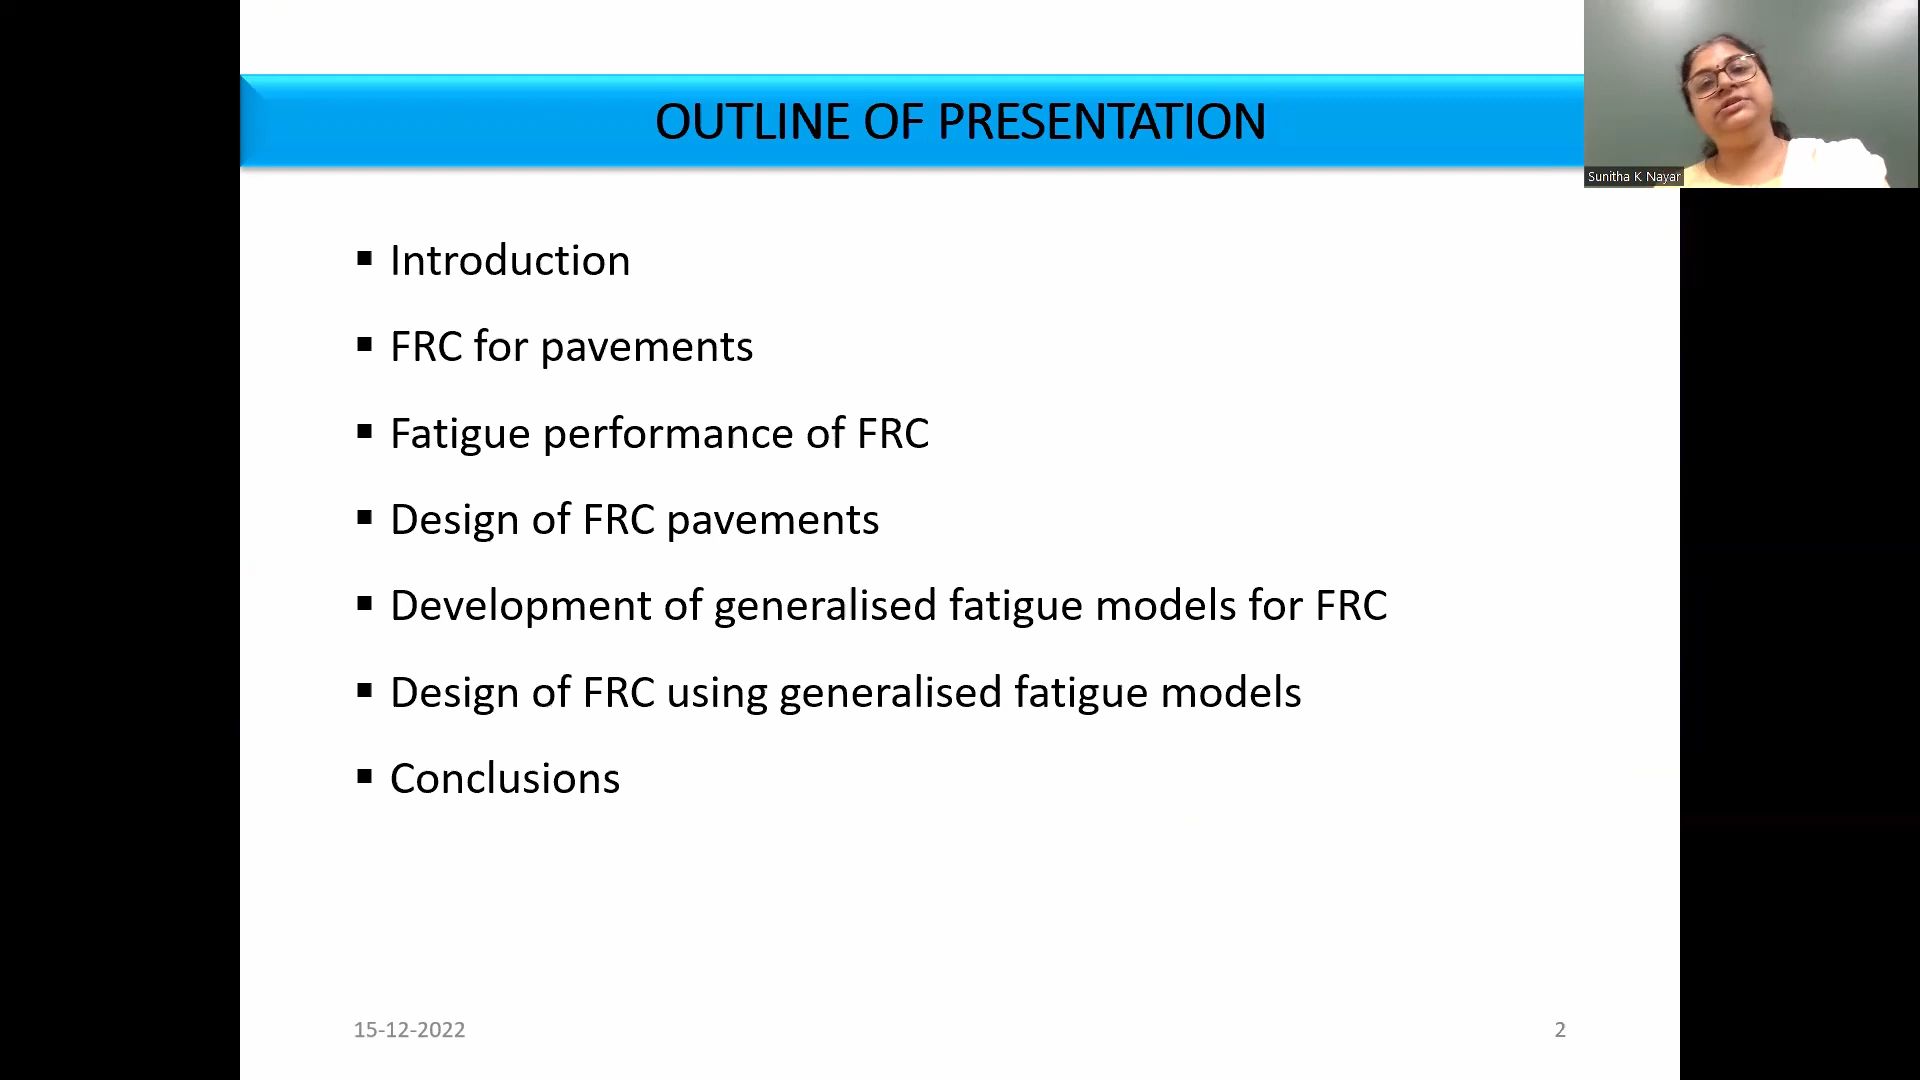 OUTLINE OF PRESENTATION
Sunitha K Nayar
▪ Introduction
▪ FRC for pavements
▪ Fatigue performance of FRC
▪ Design of FRC pavements
▪ Development of generalised fatigue models for FRC
▪ Design of FRC using generalised fatigue models
▪ Conclusions
15-12-2022
2